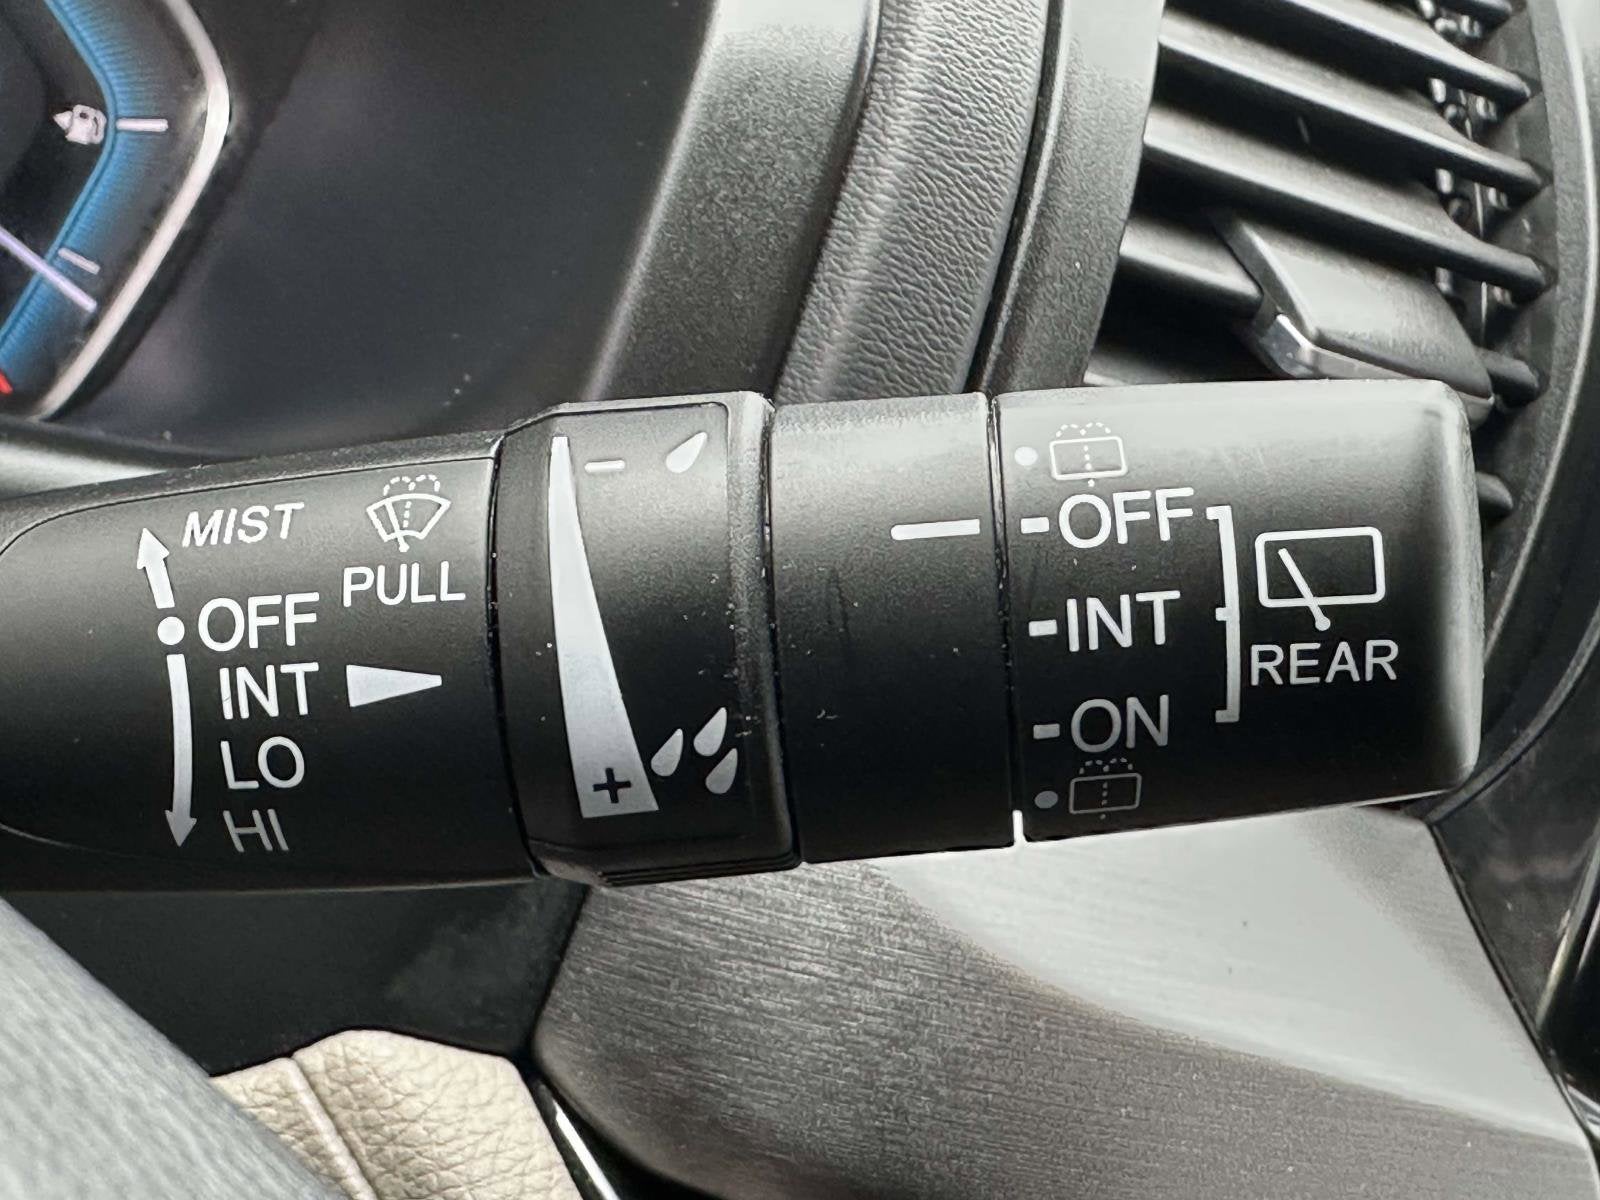 MIST
PULL
OFF
INT
LO
HI
-
+
OFF
INT
ON
REAR